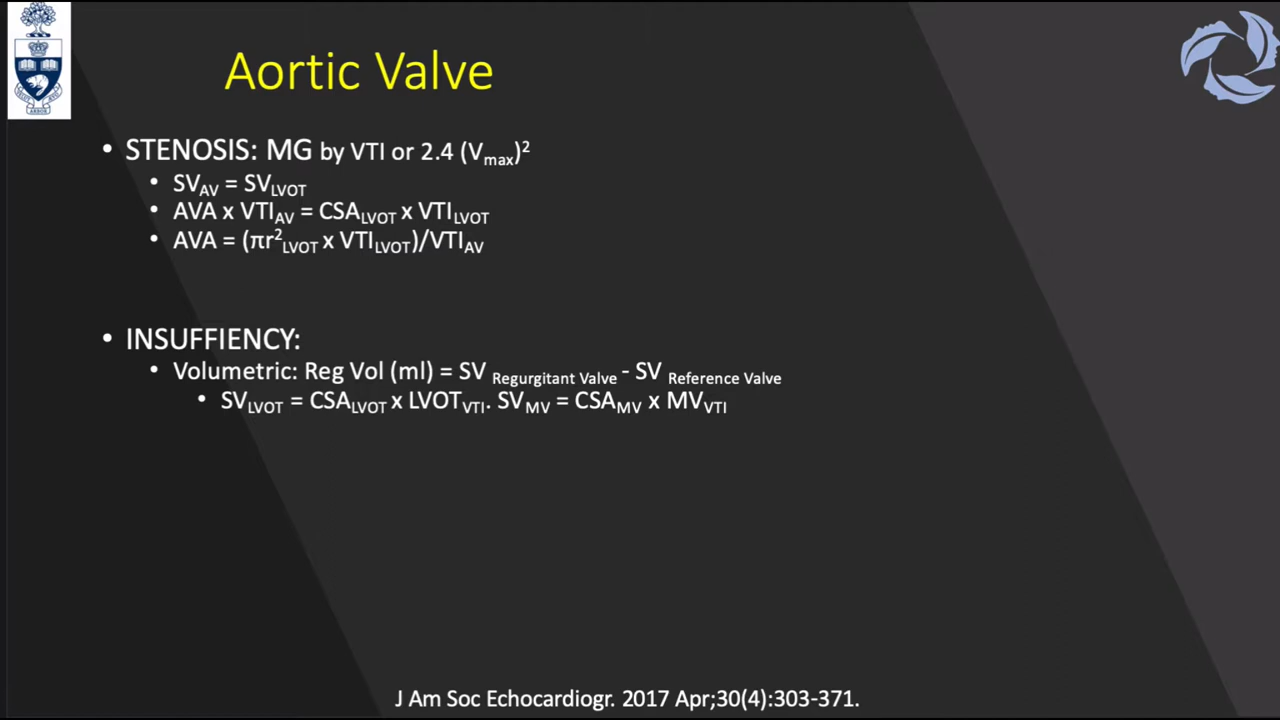 Aortic Valve
• STENOSIS: MG by VTI or 2.4 (Vmax)²
• SVAV = SVLVOT
• AVA x VTIAV = CSALVOT x VTILVOT
• AVA = (πr²LVOT x VTILVOT)/VTIAV
• INSUFFIENCY:
• Volumetric: Reg Vol (ml) = SV Regurgitant Valve - SV Reference Valve
• SVLVOT = CSALVOT x LVOTVTI. SVMV = CSAMV x MVVTI
J Am Soc Echocardiogr. 2017 Apr;30(4):303-371.